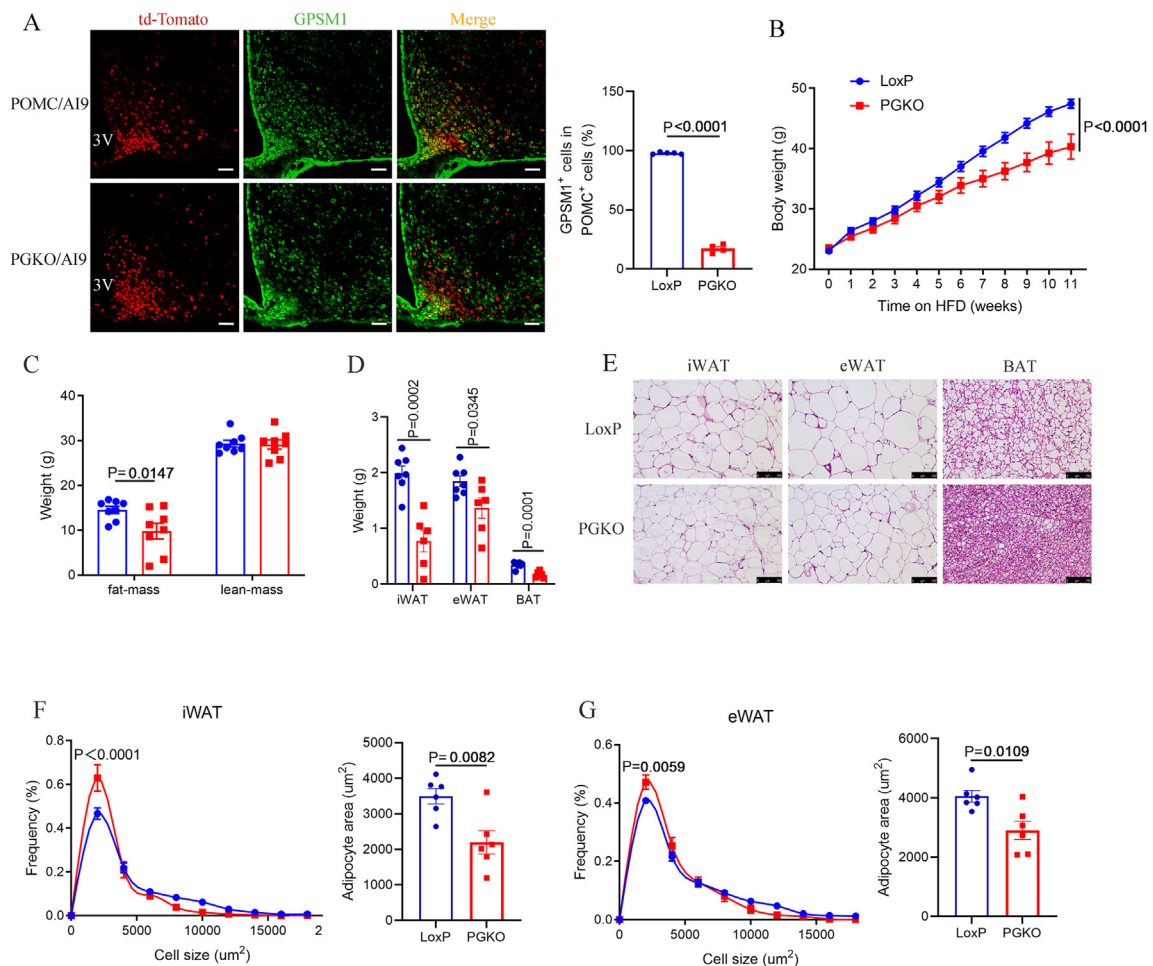 A
td-Tomato GPSM1 Merge
POMC/AI9
3V
PGKO/AI9
3V
GPSM1+ cells in
POMC+ cells (%)
150
100
50
0
P<0.0001
LoxP PGKO
B
LoxP
PGKO
Body weight (g)
50
40
30
20
P<0.0001
0 1 2 3 4 5 6 7 8 9 10 11
Time on HFD (weeks)
C
Weight (g)
40
30
20
10
0
P=0.0147
fat-mass lean-mass
D
Weight (g)
3
2
1
0
P=0.0002
P=0.0345
P=0.0001
iWAT eWAT BAT
E
iWAT eWAT BAT
LoxP
PGKO
F
iWAT
Frequency (%)
0.8
0.6
0.4
0.2
0.0
P<0.0001
0 5000 10000 15000 2
Cell size (um2)
Adipocyte area (um2)
5000
4000
3000
2000
1000
0
P=0.0082
LoxP PGKO
G
eWAT
Frequency (%)
0.6
0.4
0.2
0.0
P=0.0059
0 5000 10000 15000
Cell size (um2)
Adipocyte area (um2)
6000
4000
2000
0
P=0.0109
LoxP PGKO